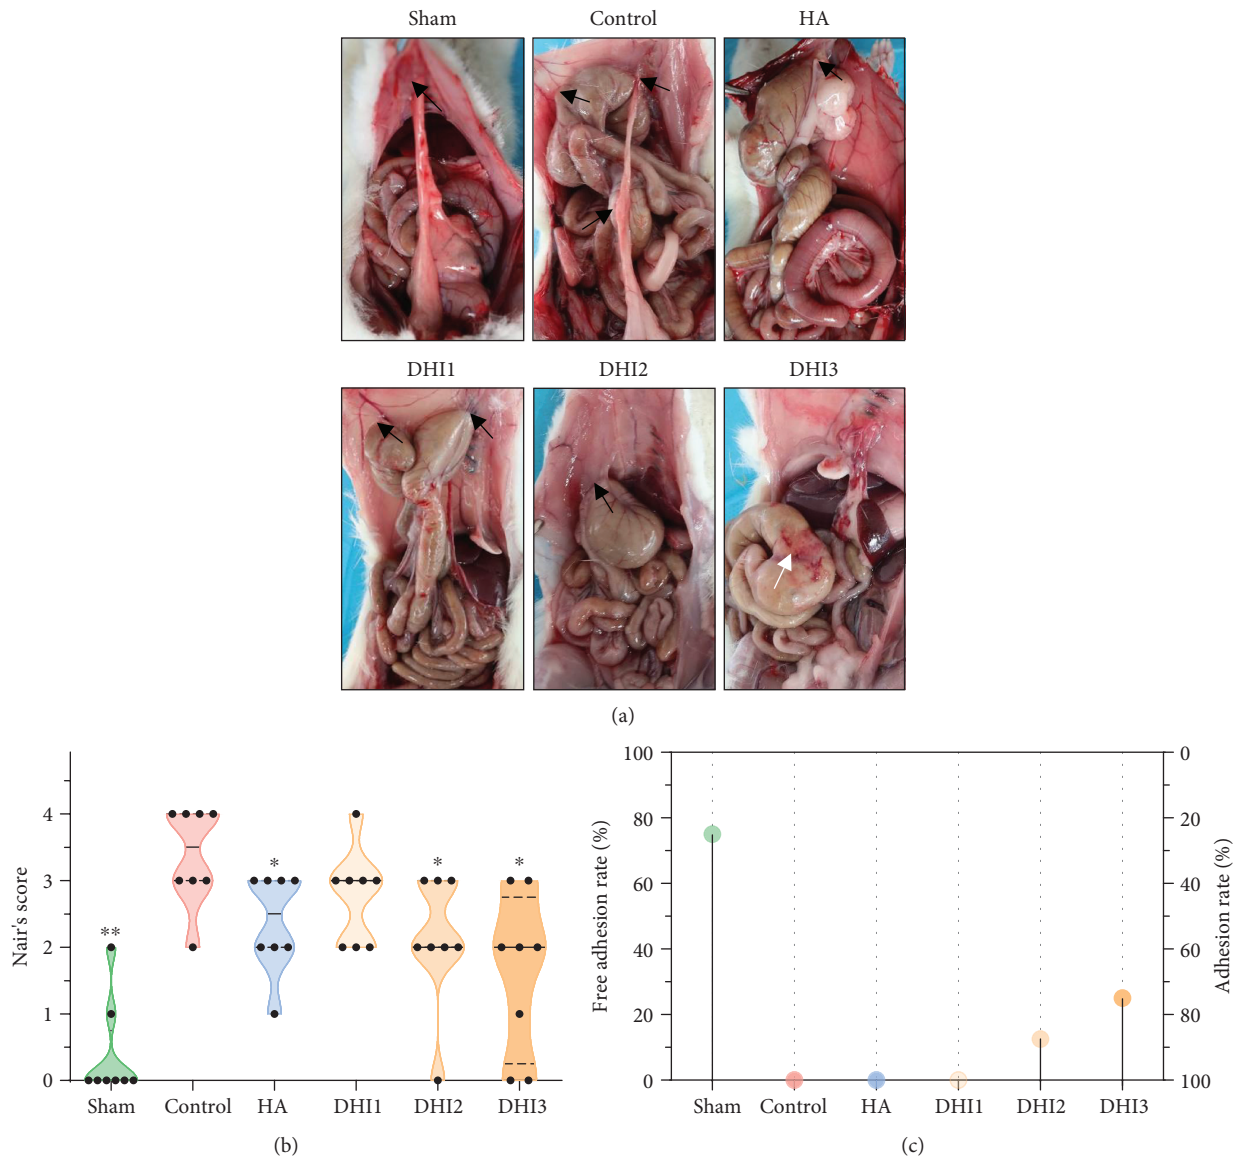 Sham Control HA
DHI1 DHI2 DHI3
(a)
Nair's score
4
3
2
1
0
**
*
*
*
Sham Control HA DHI1 DHI2 DHI3
(b)
Free adhesion rate (%)
100
80
60
40
20
0
Adhesion rate (%)
0
20
40
60
80
100
Sham Control HA DHI1 DHI2 DHI3
(c)